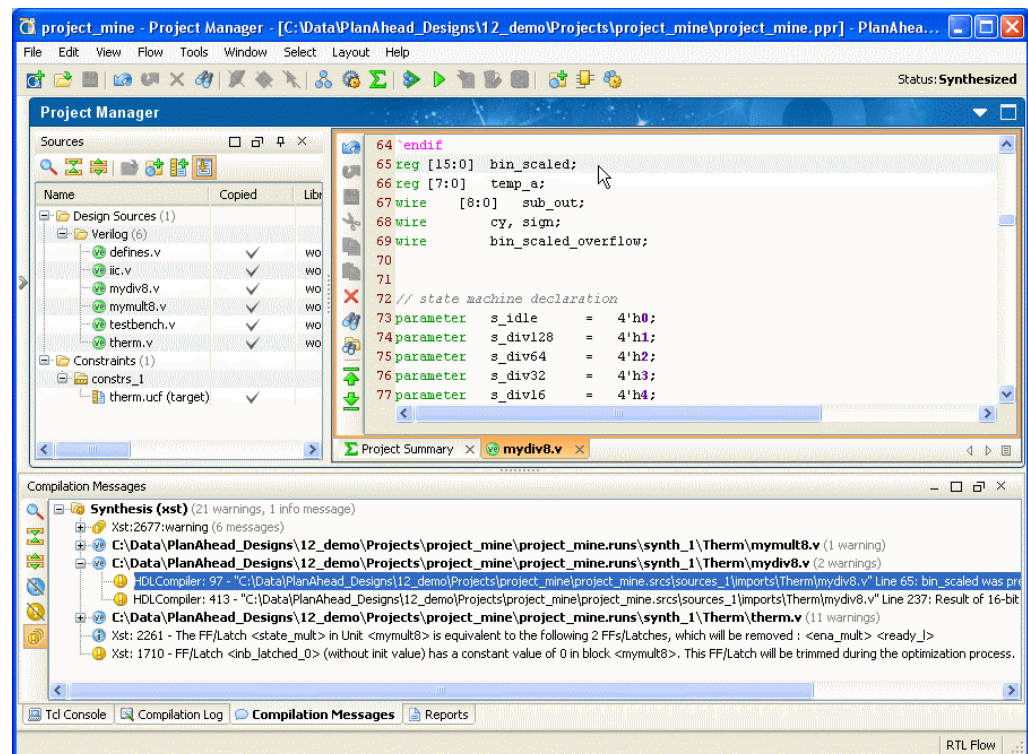 project_mine - Project Manager - [C:\Data\PlanAhead_Designs\12_demo\Projects\project_mine\project_mine.ppr] - PlanAhea...
File Edit View Flow Tools Window Select Layout Help
Status: Synthesized
Project Manager
Sources
Name Copied Libr
Design Sources (1)
Verilog (6)
defines.v wo
iic.v wo
mydiv8.v wo
mymult8.v wo
testbench.v wo
therm.v wo
Constraints (1)
constrs_1
therm.ucf (target)
64 `endif
65 reg [15:0] bin_scaled;
66 reg [7:0] temp_a;
67 wire [8:0] sub_out;
68 wire cy, sign;
69 wire bin_scaled_overflow;
70
71
72 // state machine declaration
73 parameter s_idle = 4'h0;
74 parameter s_div128 = 4'h1;
75 parameter s_div64 = 4'h2;
76 parameter s_div32 = 4'h3;
77 parameter s_div16 = 4'h4;
Project Summary mydiv8.v
Compilation Messages
Synthesis (xst) (21 warnings, 1 info message)
Xst:2677:warning (6 messages)
C:\Data\PlanAhead_Designs\12_demo\Projects\project_mine\project_mine.runs\synth_1\Therm\mymult8.v (1 warning)
C:\Data\PlanAhead_Designs\12_demo\Projects\project_mine\project_mine.runs\synth_1\Therm\mydiv8.v (2 warnings)
HDLCompiler: 97 - "C:\Data\PlanAhead_Designs\12_demo\Projects\project_mine\project_mine.srcs\sources_1\imports\Therm\mydiv8.v" Line 65: bin_scaled was pre
HDLCompiler: 413 - "C:\Data\PlanAhead_Designs\12_demo\Projects\project_mine\project_mine.srcs\sources_1\imports\Therm\mydiv8.v" Line 237: Result of 16-bit
C:\Data\PlanAhead_Designs\12_demo\Projects\project_mine\project_mine.runs\synth_1\Therm\therm.v (11 warnings)
Xst: 2261 - The FF/Latch <state_mult> in Unit <mymult8> is equivalent to the following 2 FFs/Latches, which will be removed : <ena_mult> <ready_l>
Xst: 1710 - FF/Latch <inb_latched_0> (without init value) has a constant value of 0 in block <mymult8>. This FF/Latch will be trimmed during the optimization process.
Tcl Console Compilation Log Compilation Messages Reports
RTL Flow